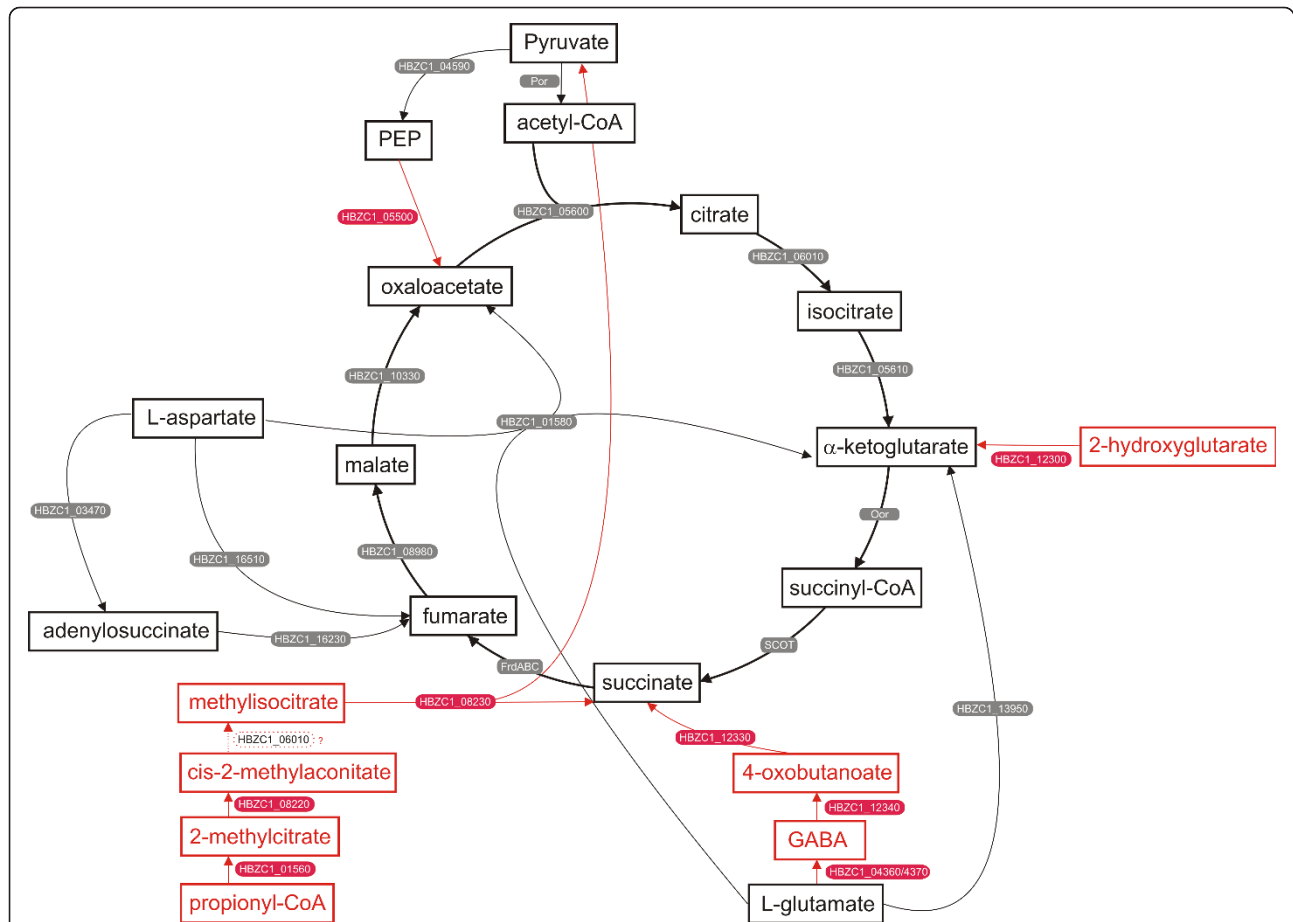 Pyruvate
HBZC1_04590
Por
acetyl-CoA
PEP
HBZC1_05500
HBZC1_05600
citrate
HBZC1_06010
oxaloacetate
isocitrate
HBZC1_05610
HBZC1_10330
L-aspartate
HBZC1_01580
α-ketoglutarate
2-hydroxyglutarate
HBZC1_12300
malate
HBZC1_03470
Oor
HBZC1_08980
HBZC1_16510
succinyl-CoA
fumarate
adenylosuccinate
HBZC1_16230
SCOT
FrdABC
succinate
methylisocitrate
HBZC1_08230
HBZC1_13950
HBZC1_06010 ?
HBZC1_12330
cis-2-methylaconitate
4-oxobutanoate
HBZC1_08220
HBZC1_12340
2-methylcitrate
GABA
HBZC1_01560
HBZC1_04360/4370
propionyl-CoA
L-glutamate